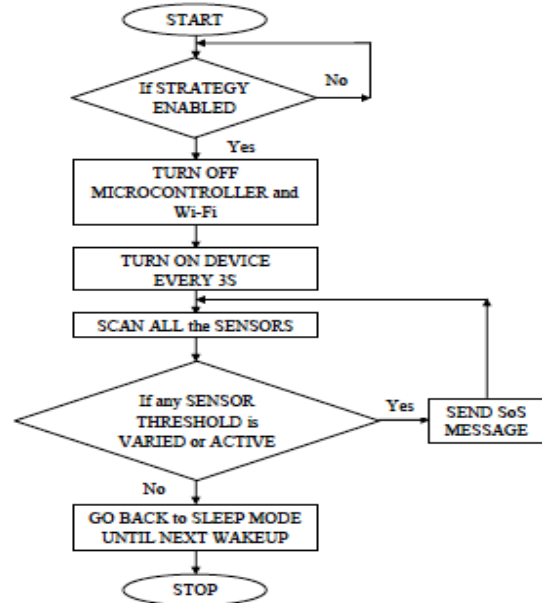 START
If STRATEGY
ENABLED
No
Yes
TURN OFF
MICROCONTROLLER and
Wi-Fi
TURN ON DEVICE
EVERY 3S
SCAN ALL the SENSORS
If any SENSOR
THRESHOLD is
VARIED or ACTIVE
Yes
SEND SoS
MESSAGE
No
GO BACK to SLEEP MODE
UNTIL NEXT WAKEUP
STOP